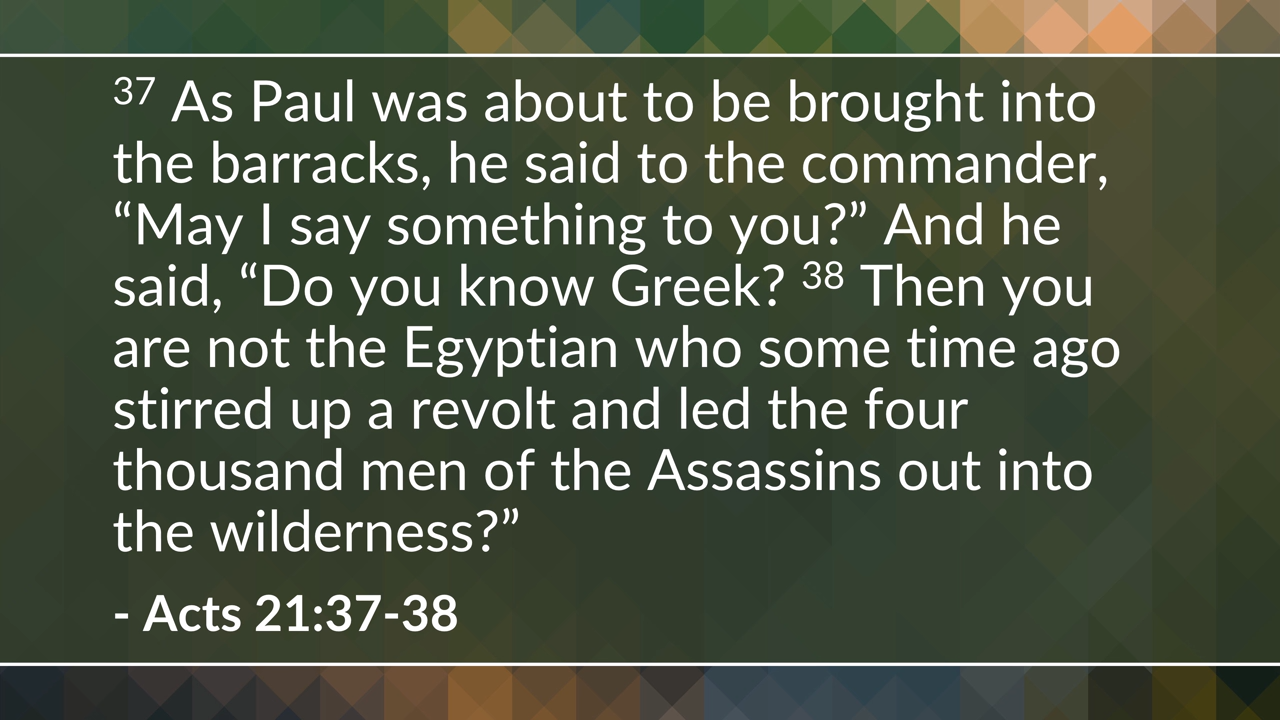 37 As Paul was about to be brought into
the barracks, he said to the commander,
“May I say something to you?” And he
said, “Do you know Greek? 38 Then you
are not the Egyptian who some time ago
stirred up a revolt and led the four
thousand men of the Assassins out into
the wilderness?”
- Acts 21:37-38